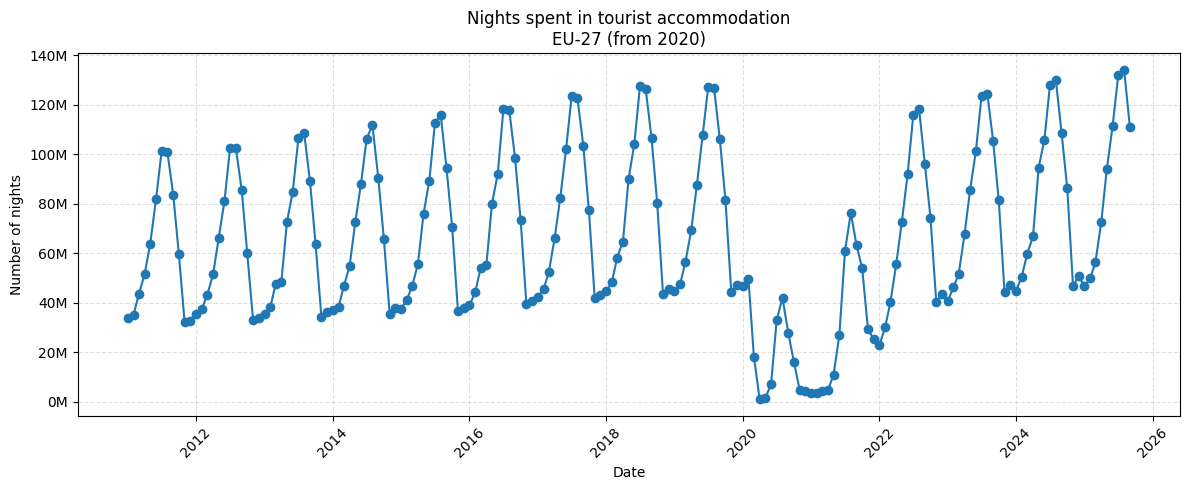 Nights spent in tourist accommodation
EU-27 (from 2020)
Number of nights
140M
120M
100M
80M
60M
40M
20M
0M
2012
2014
2016
2018
2020
2022
2024
2026
Date